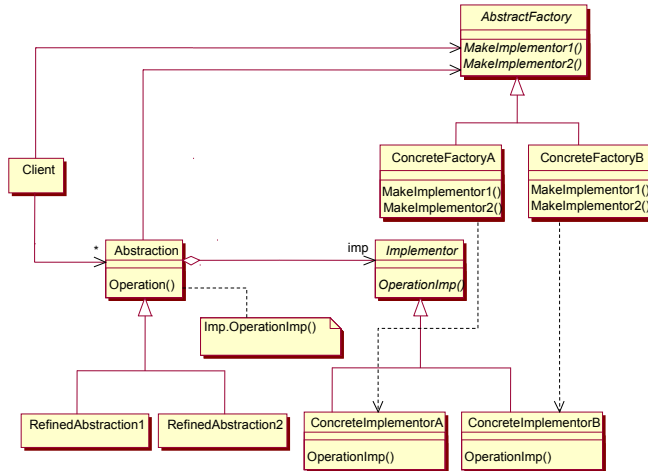 AbstractFactory
MakeImplementor1()
MakeImplementor2()
ConcreteFactoryA
MakeImplementor1()
MakeImplementor2()
ConcreteFactoryB
MakeImplementor1()
MakeImplementor2()
Client
*
Abstraction
Operation()
imp
Implementor
OperationImp()
Imp.OperationImp()
RefinedAbstraction1
RefinedAbstraction2
ConcreteImplementorA
OperationImp()
ConcreteImplementorB
OperationImp()